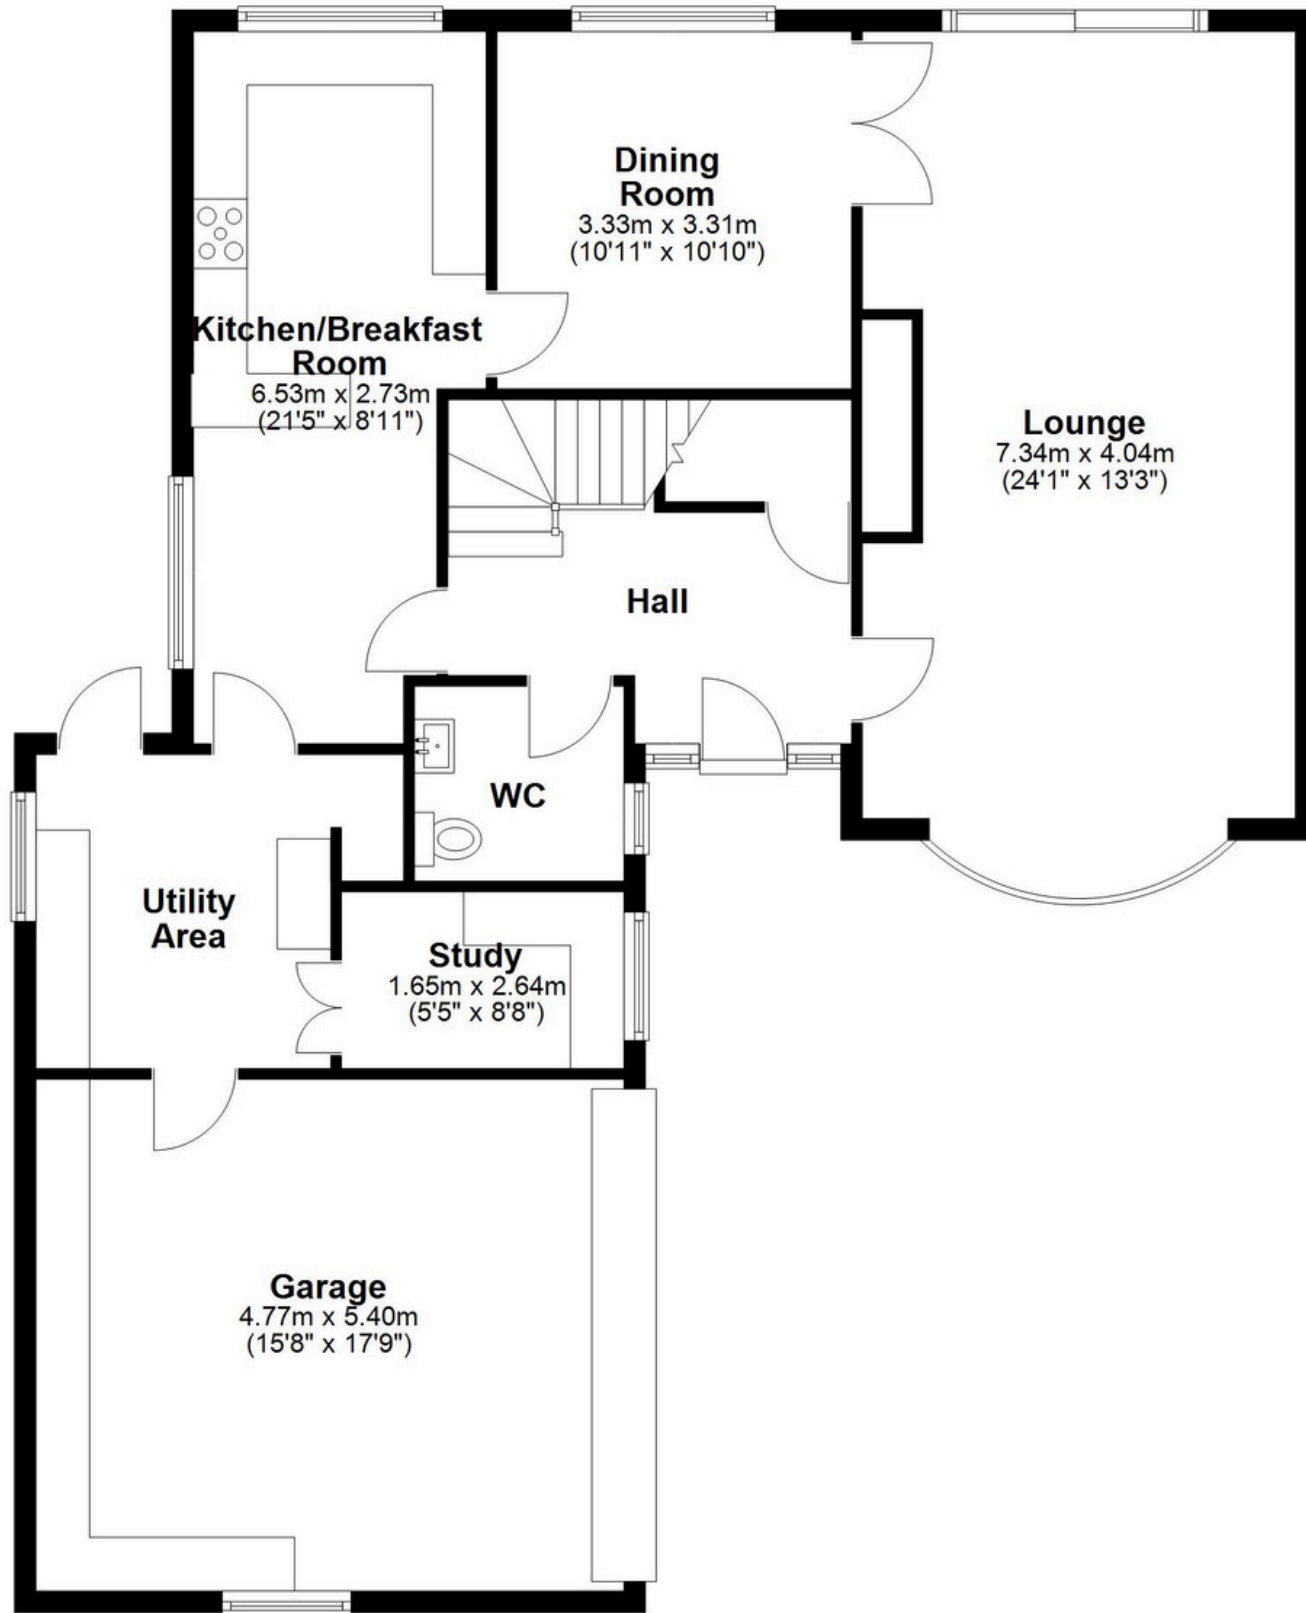 Dining
Room
3.33m x 3.31m
(10'11" x 10'10")
Kitchen/Breakfast
Room
6.53m x 2.73m
(21'5" x 8'11")
Lounge
7.34m x 4.04m
(24'1" x 13'3")
Hall
WC
Utility
Area
Study
1.65m x 2.64m
(5'5" x 8'8")
Garage
4.77m x 5.40m
(15'8" x 17'9")